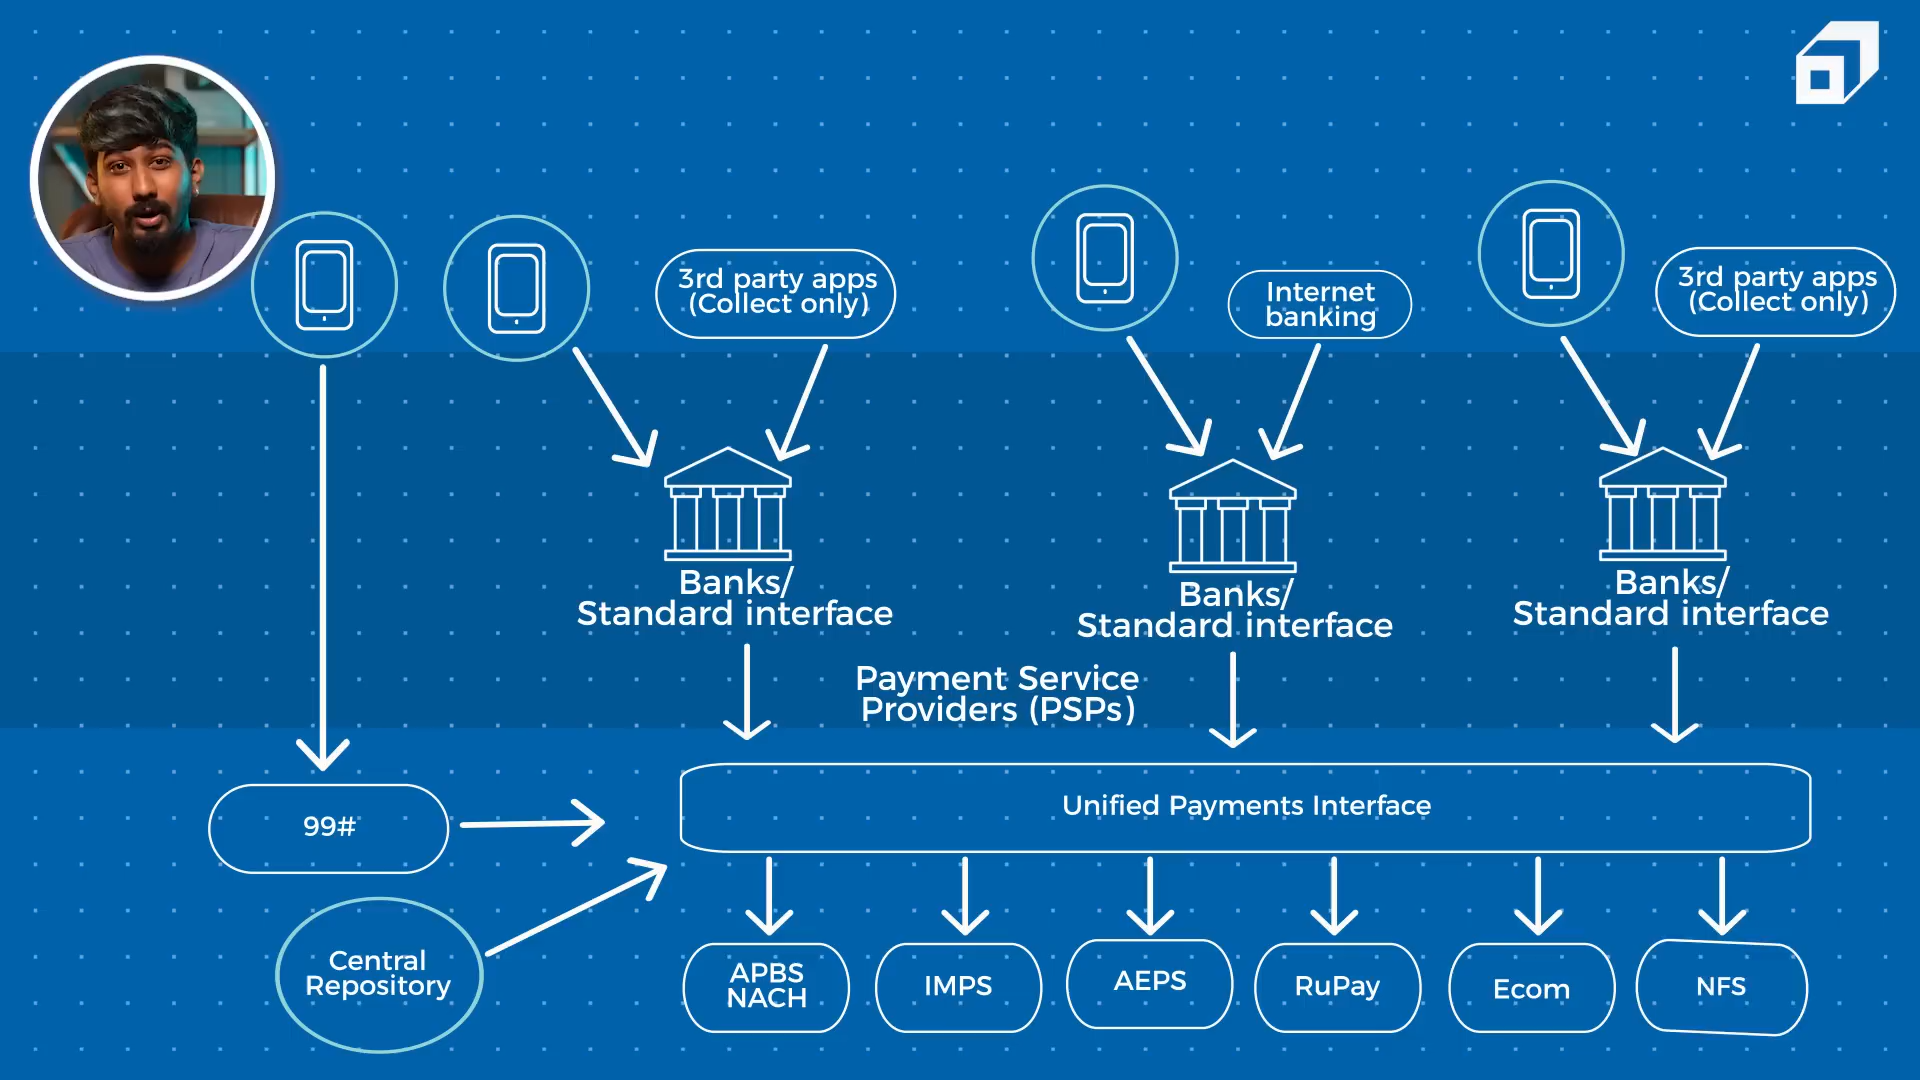 3rd party apps
(Collect only)
Internet
banking
3rd party apps
(Collect only)
Banks/
Standard interface
Banks/
Standard interface
Banks/
Standard interface
Payment Service
Providers (PSPs)
99#
Unified Payments Interface
Central
Repository
APBS
NACH
IMPS
AEPS
RuPay
Ecom
NFS